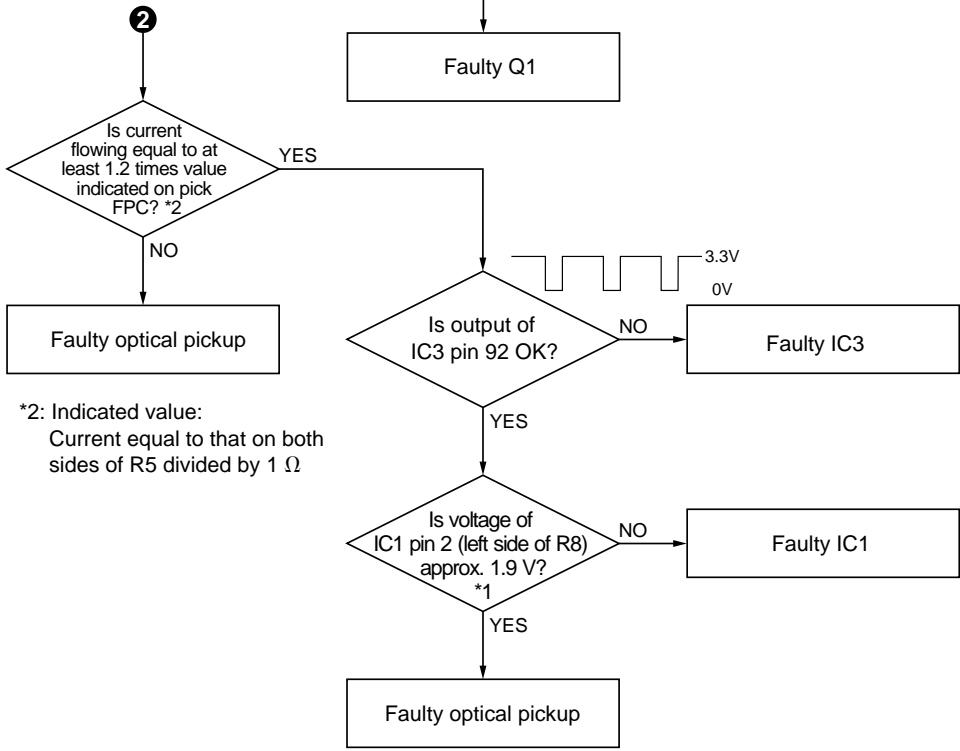 2
Faulty Q1
Is current
flowing equal to at
least 1.2 times value
indicated on pick
FPC? *2
YES
NO
Faulty optical pickup
*2: Indicated value:
Current equal to that on both
sides of R5 divided by 1 Ω
3.3V
0V
Is output of
IC3 pin 92 OK?
NO
Faulty IC3
YES
Is voltage of
IC1 pin 2 (left side of R8)
approx. 1.9 V?
*1
NO
Faulty IC1
YES
Faulty optical pickup